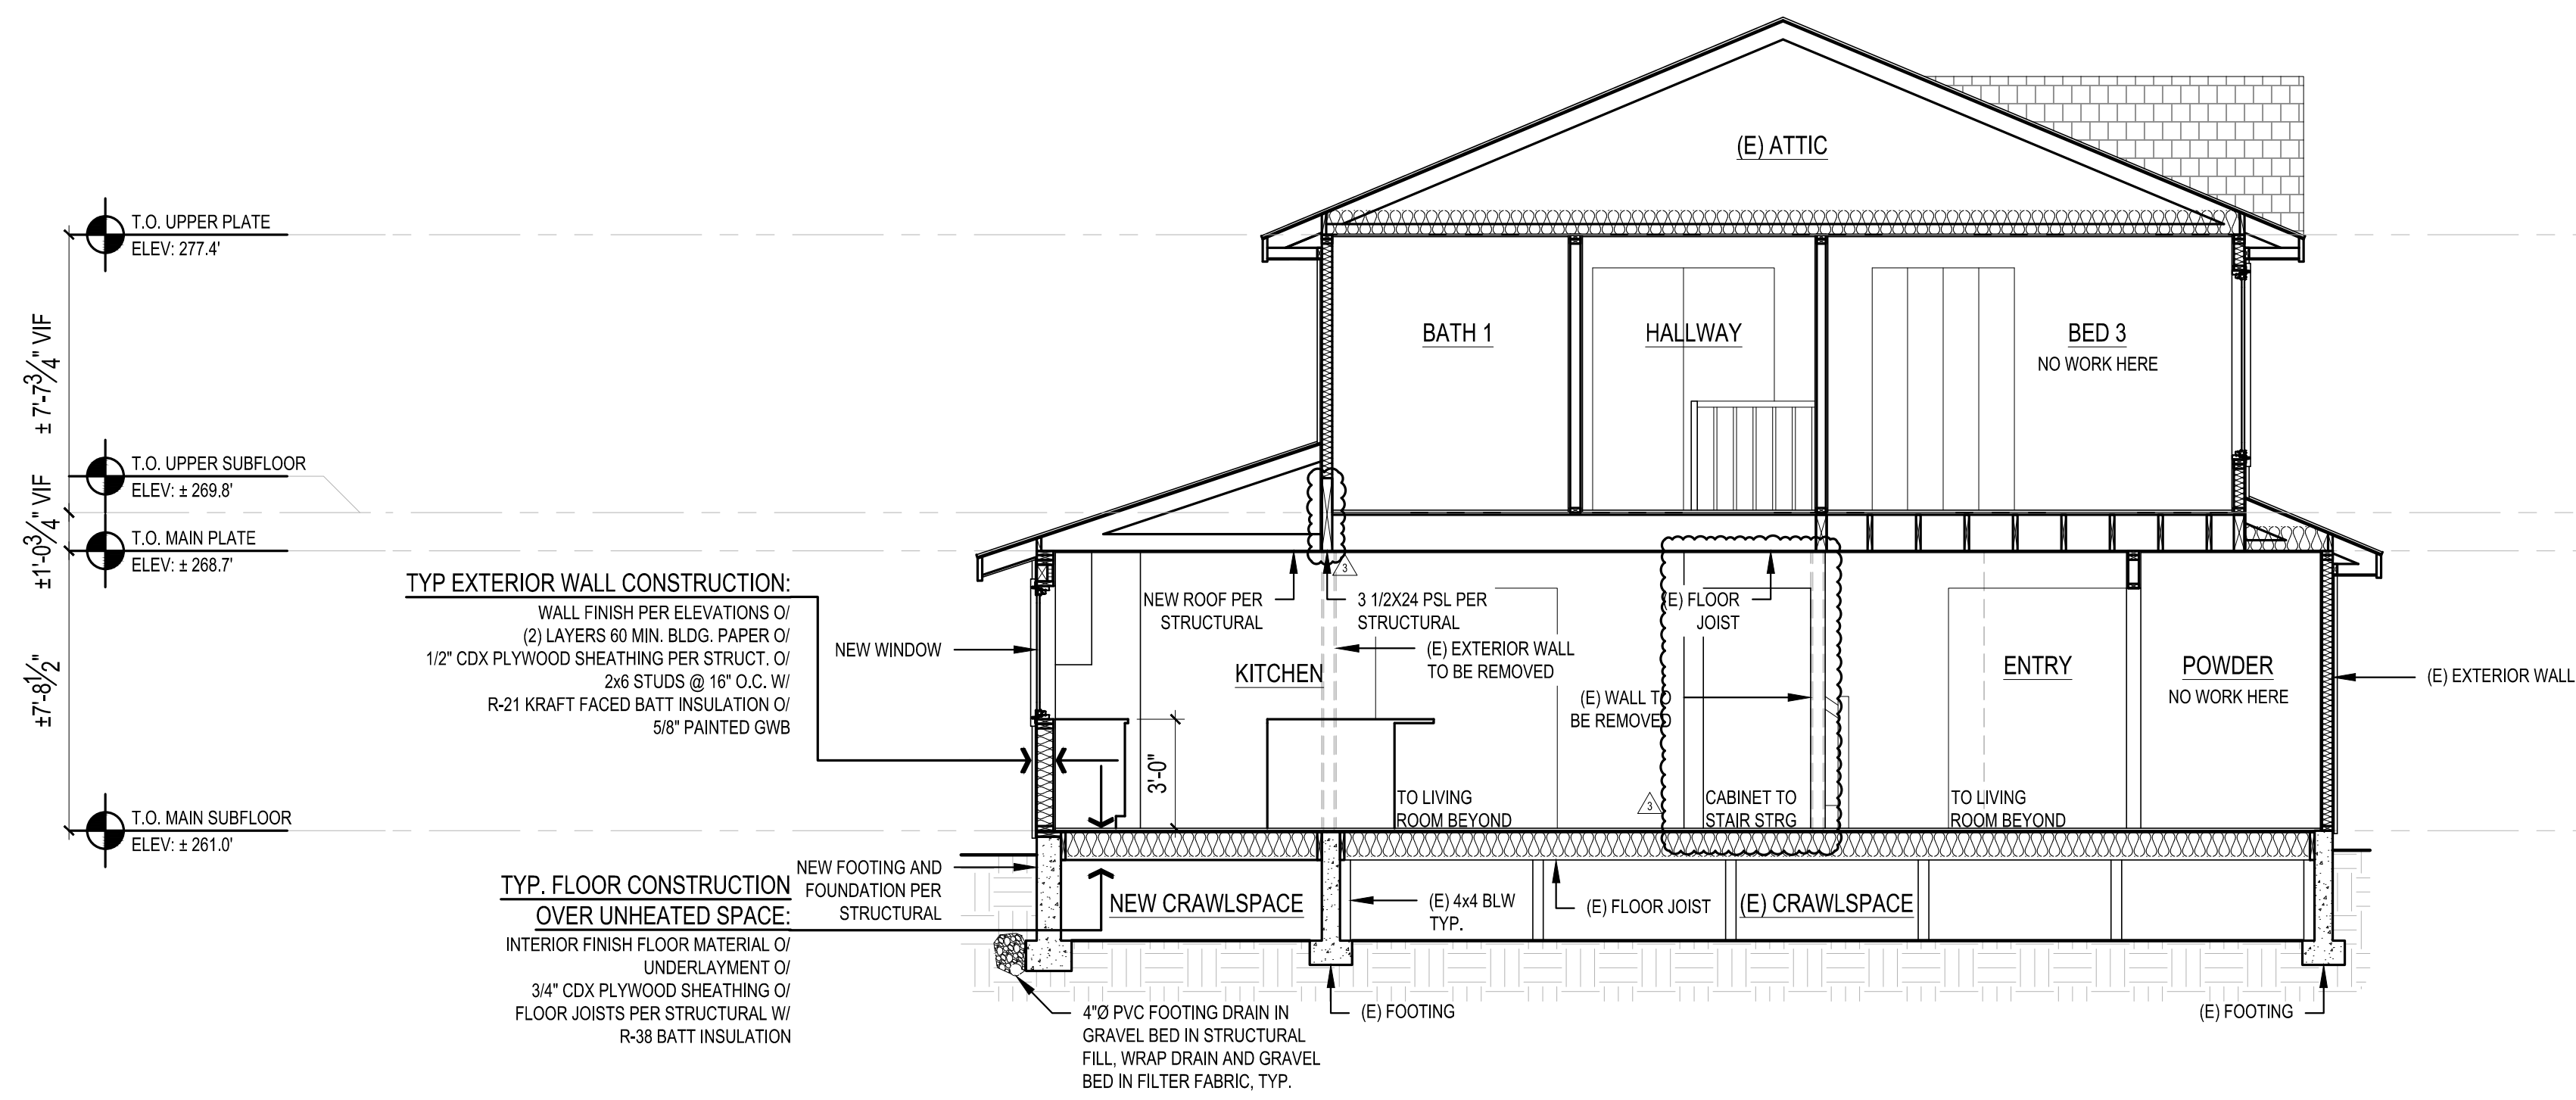 (E) ATTIC
T.O. UPPER PLATE
ELEV: 277.4'
± 7'-7 3/4" VIF
BATH 1
HALLWAY
BED 3
NO WORK HERE
T.O. UPPER SUBFLOOR
ELEV: ± 269.8'
±1'-0 3/4" VIF
T.O. MAIN PLATE
ELEV: ± 268.7'
±7'-8 1/2"
TYP EXTERIOR WALL CONSTRUCTION:
WALL FINISH PER ELEVATIONS O/
(2) LAYERS 60 MIN. BLDG. PAPER O/
1/2" CDX PLYWOOD SHEATHING PER STRUCT. O/
2x6 STUDS @ 16" O.C. W/
R-21 KRAFT FACED BATT INSULATION O/
5/8" PAINTED GWB
NEW WINDOW
NEW ROOF PER
STRUCTURAL
3 1/2X24 PSL PER
STRUCTURAL
3
(E) EXTERIOR WALL
TO BE REMOVED
KITCHEN
(E) FLOOR
JOIST
(E) WALL TO
BE REMOVED
ENTRY
POWDER
NO WORK HERE
(E) EXTERIOR WALL
3'-0"
TO LIVING
ROOM BEYOND
3
CABINET TO
STAIR STRG
TO LIVING
ROOM BEYOND
T.O. MAIN SUBFLOOR
ELEV: ± 261.0'
NEW FOOTING AND
FOUNDATION PER
STRUCTURAL
TYP. FLOOR CONSTRUCTION
OVER UNHEATED SPACE:
INTERIOR FINISH FLOOR MATERIAL O/
UNDERLAYMENT O/
3/4" CDX PLYWOOD SHEATHING O/
FLOOR JOISTS PER STRUCTURAL W/
R-38 BATT INSULATION
NEW CRAWLSPACE
(E) 4x4 BLW
TYP.
(E) FLOOR JOIST
(E) CRAWLSPACE
4"Ø PVC FOOTING DRAIN IN
GRAVEL BED IN STRUCTURAL
FILL, WRAP DRAIN AND GRAVEL
BED IN FILTER FABRIC, TYP.
(E) FOOTING
(E) FOOTING